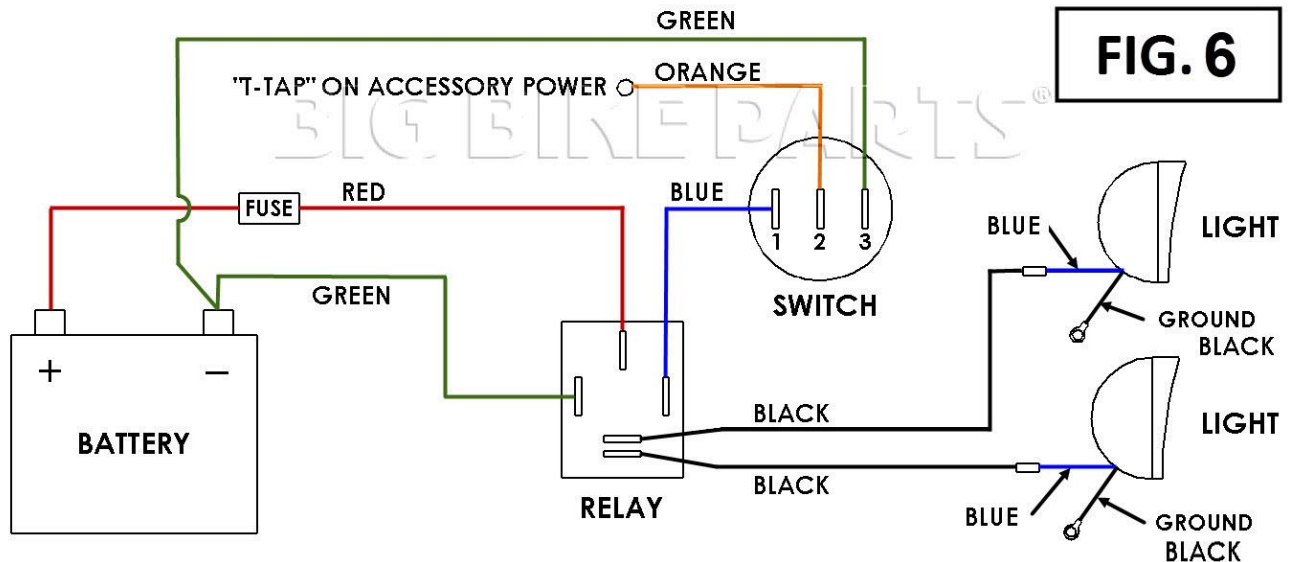 GREEN
FIG. 6
"T-TAP" ON ACCESSORY POWER
ORANGE
BIG BIKE PARTS®
FUSE
RED
BLUE
1 2 3
SWITCH
BLUE
LIGHT
GREEN
GROUND
BLACK
+ −
BATTERY
BLACK
LIGHT
BLACK
RELAY
BLUE
GROUND
BLACK